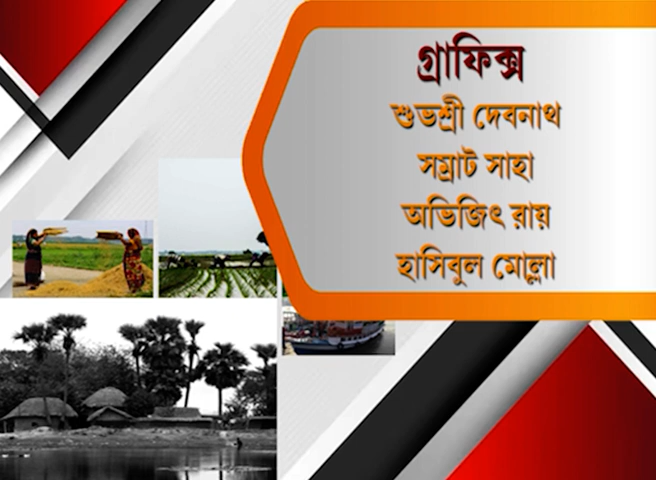 গ্রাফিক্স
শুভশ্রী দেবনাথ
সম্রাট সাহা
অভিজিৎ রায়
হাসিবুল মোল্লা